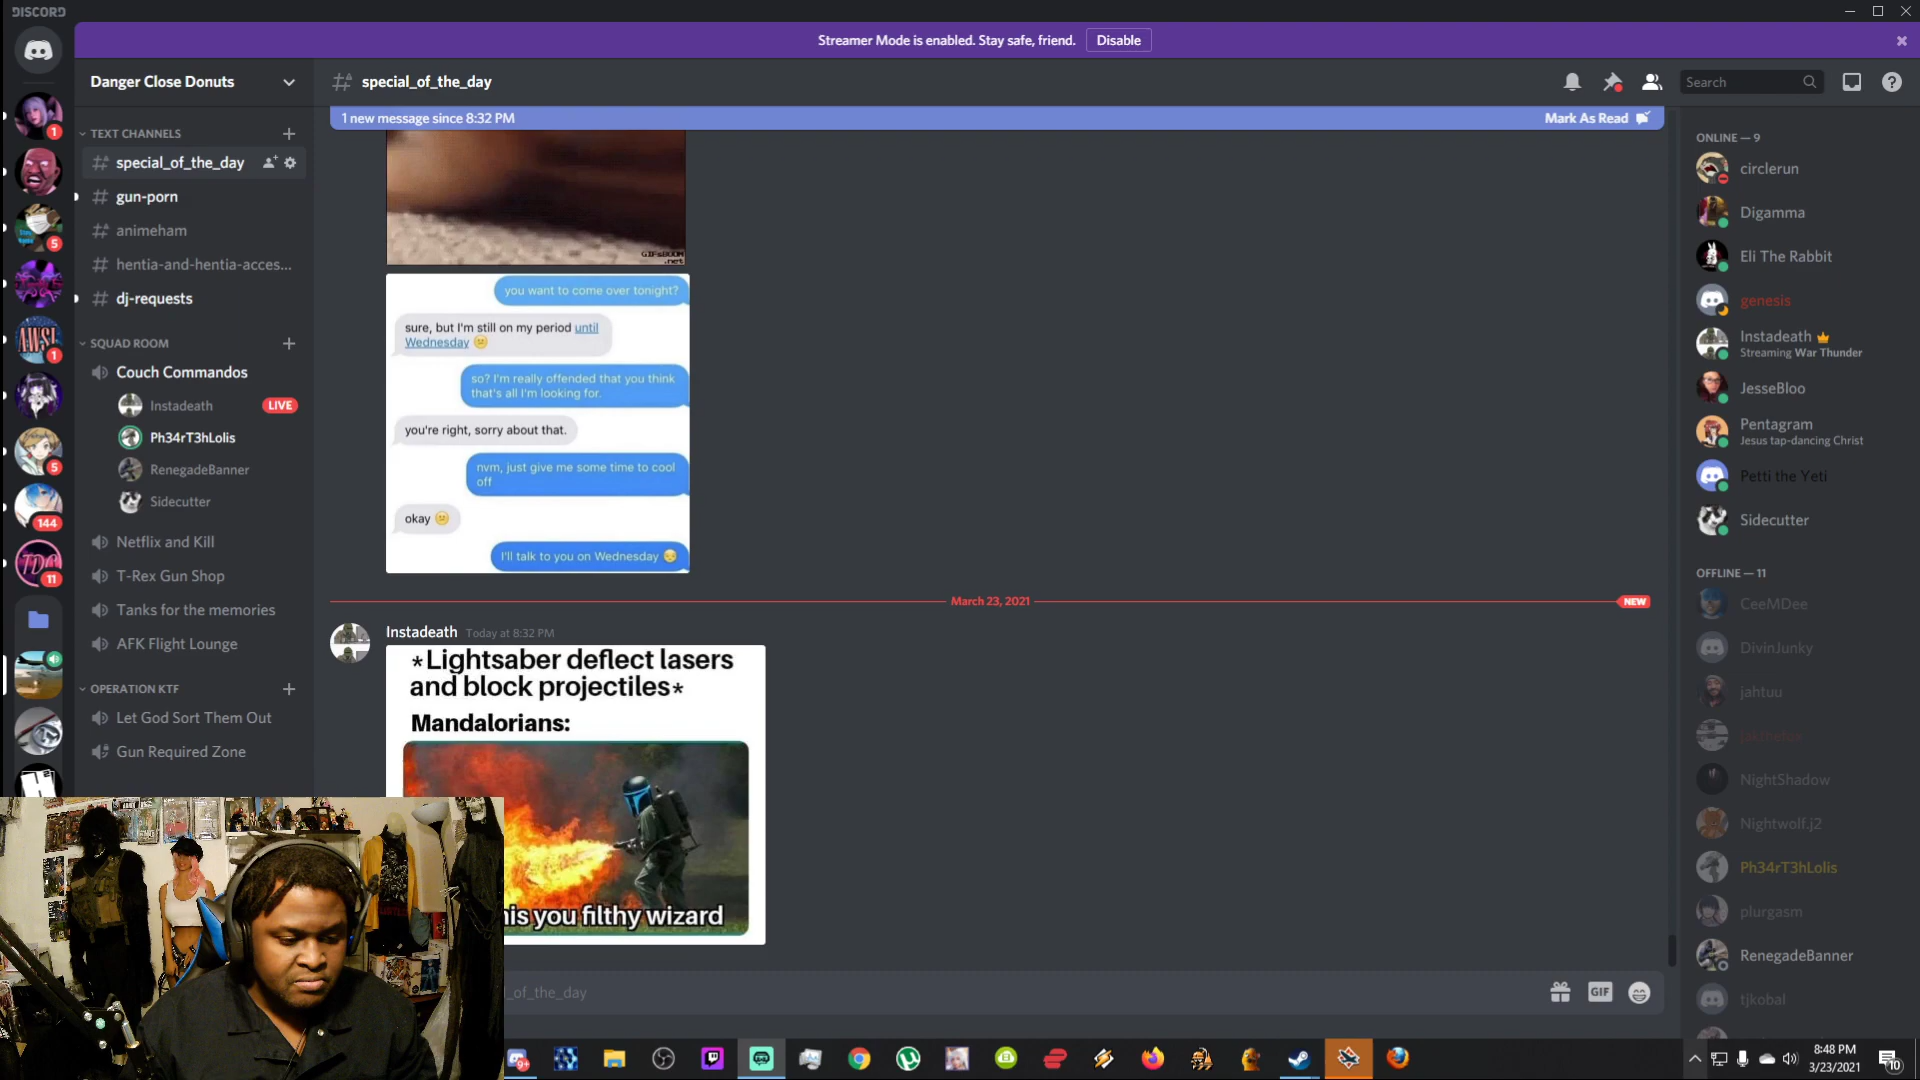 DISCORD
Streamer Mode is enabled. Stay safe, friend.
Disable
Danger Close Donuts
special_of_the_day
Search
1 new message since 8:32 PM
Mark As Read
TEXT CHANNELS
special_of_the_day
gun-porn
animeham
hentia-and-hentia-acces...
dj-requests
SQUAD ROOM
Couch Commandos
Instadeath
LIVE
Ph34rT3hLolis
RenegadeBanner
Sidecutter
Netflix and Kill
T-Rex Gun Shop
Tanks for the memories
AFK Flight Lounge
OPERATION KTF
Let God Sort Them Out
Gun Required Zone
1
5
AWS!
1
5
144
TDG
11
GIFSBOOM
.net
you want to come over tonight?
sure, but I'm still on my period until
Wednesday
so? I'm really offended that you think
that's all I'm looking for.
you're right, sorry about that.
nvm, just give me some time to cool
off
okay
I'll talk to you on Wednesday
March 23, 2021
NEW
Instadeath Today at 8:32 PM
*Lightsaber deflect lasers
and block projectiles*
Mandalorians:
his you filthy wizard
_of_the_day
GIF
ONLINE — 9
circlerun
Digamma
Eli The Rabbit
genesis
Instadeath
Streaming War Thunder
JesseBloo
Pentagram
Jesus tap-dancing Christ
Petti the Yeti
Sidecutter
OFFLINE — 11
CeeMDee
DivinJunky
jahtuu
NightShadow
Nightwolf.j2
Ph34rT3hLolis
plurgasm
RenegadeBanner
tjkobal
9+
8:48 PM
3/23/2021
10